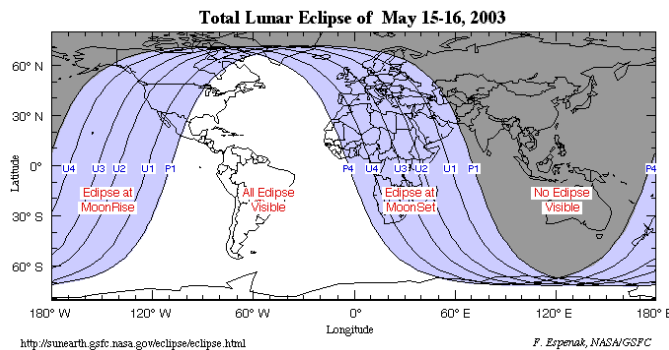 Total Lunar Eclipse of May 15-16, 2003
60° N
30° N
0°
30° S
60° S
Latitude
U4 U3 U2 U1 P1 P4 U4 U3 U2 U1 P1 P4
Eclipse at
MoonRise
All Eclipse
Visible
Eclipse at
MoonSet
No Eclipse
Visible
180° W 120° W 60° W 0° 60° E 120° E 180° E
Longitude
http://sunearth.gsfc.nasa.gov/eclipse/eclipse.html
F. Espenak, NASA/GSFC